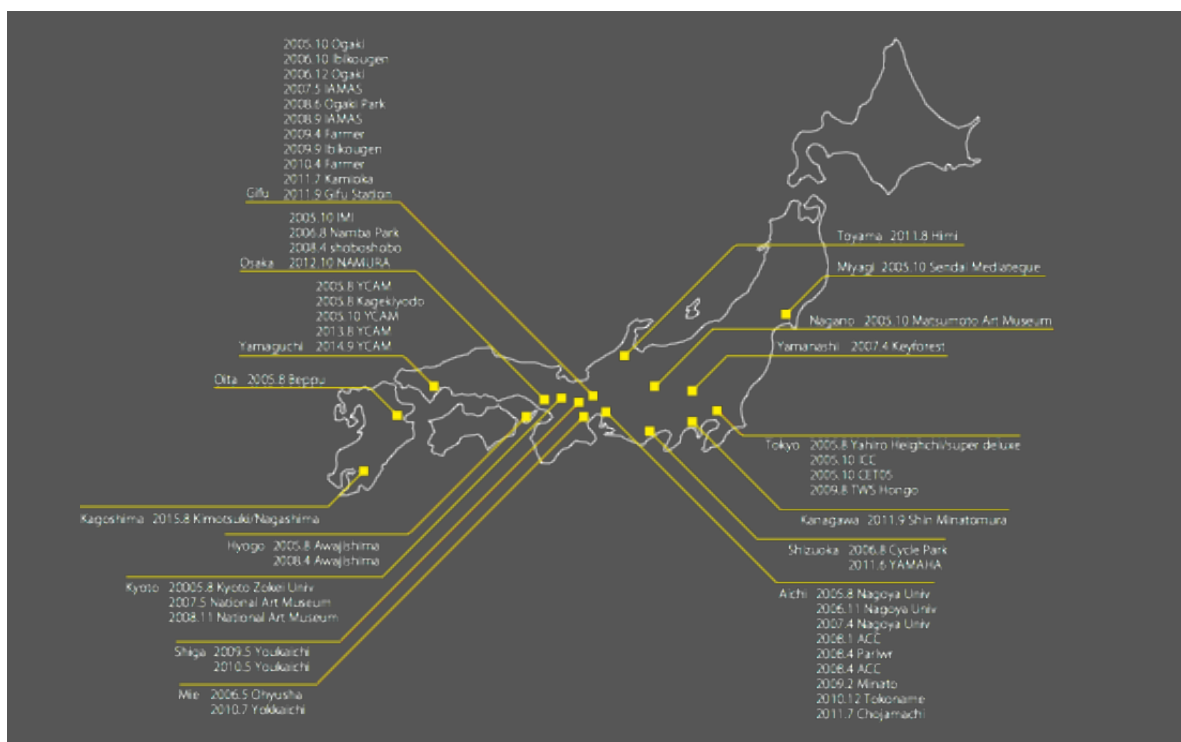 2005.10 Ogaki
2006.10 Ibikougen
2006.12 Ogaki
2007.5 IAMAS
2008.6 Ogaki Park
2008.9 IAMAS
2009.4 Farmer
2009.9 Ibikougen
2010.4 Farmer
2011.7 Kamioka
Gifu 2011.9 Gifu Station
2005.10 IMI
2006.8 Namba Park
2008.4 shoboshobo
Osaka 2012.10 NAMURA
2005.8 YCAM
2005.8 Kagekiyodo
2005.10 YCAM
2013.8 YCAM
Yamaguchi 2014.9 YCAM
Oita 2005.8 Beppu
Kagoshima 2015.8 Kimotsuki/Nagashima
Hyogo 2005.8 Awajishima
2008.4 Awajishima
Kyoto 20005.8 Kyoto Zokei Univ
2007.5 National Art Museum
2008.11 National Art Museum
Shiga 2009.5 Youkaichi
2010.5 Youkaichi
Mie 2006.5 Ohyusha
2010.7 Yokkaichi
Toyama 2011.8 Himi
Miyagi 2005.10 Sendai Mediateque
Nagano 2005.10 Matsumoto Art Museum
Yamanashi 2007.4 Keyforest
Tokyo 2005.8 Yahiro Heighchi/super deluxe
2005.10 ICC
2005.10 CET05
2009.8 TWS Hongo
Kanagawa 2011.9 Shin Minatomura
Shizuoka 2006.8 Cycle Park
2011.6 YAMAHA
Aichi 2005.8 Nagoya Univ
2006.11 Nagoya Univ
2007.4 Nagoya Univ
2008.1 ACC
2008.4 Parlwr
2008.4 ACC
2009.2 Minato
2010.12 Tokoname
2011.7 Chojamachi